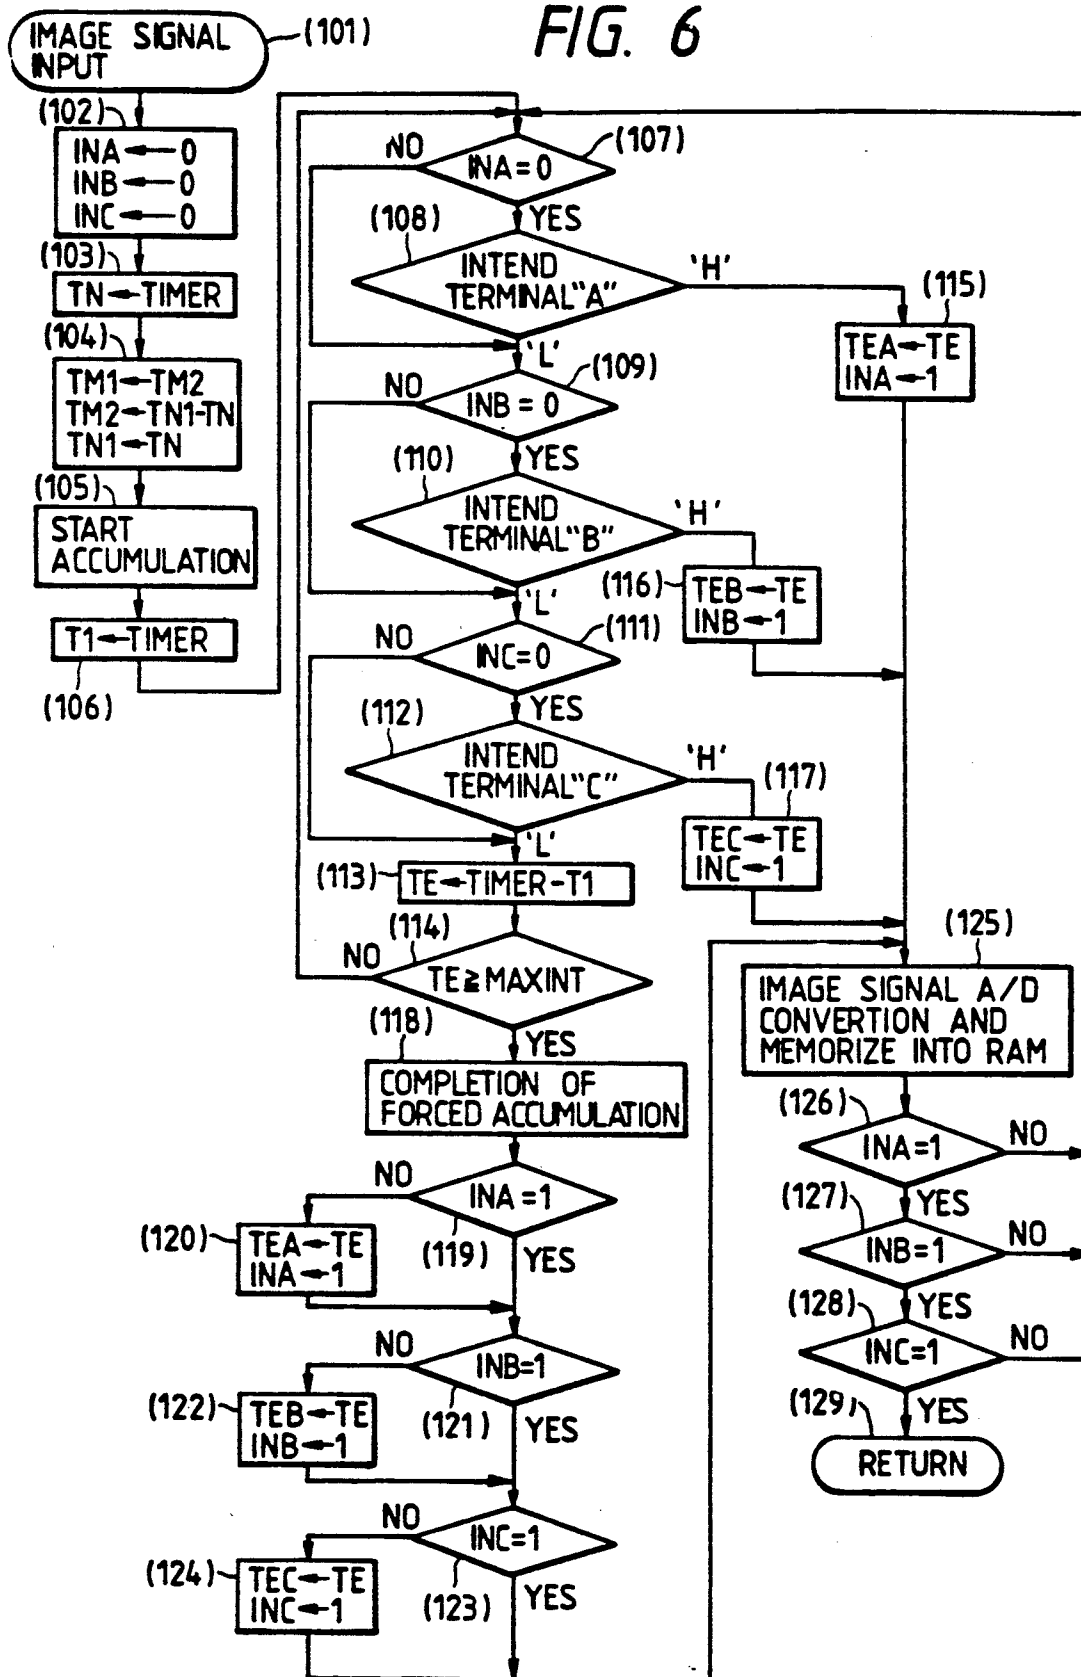 FIG. 6
IMAGE SIGNAL
INPUT
(101)
(102)
INA←0
INB←0
INC←0
(103)
TN←TIMER
(104)
TM1←TM2
TM2←TN1-TN
TN1←TN
(105)
START
ACCUMULATION
T1←TIMER
(106)
(107)
INA=0
NO
YES
(108)
INTEND
TERMINAL "A"
'H'
'L'
(115)
TEA←TE
INA←1
(109)
INB=0
NO
YES
(110)
INTEND
TERMINAL "B"
'H'
'L'
(116)
TEB←TE
INB←1
(111)
INC=0
NO
YES
(112)
INTEND
TERMINAL "C"
'H'
'L'
(117)
TEC←TE
INC←1
(113)
TE←TIMER-T1
(114)
TE≧MAXINT
NO
YES
(118)
COMPLETION OF
FORCED ACCUMULATION
INA=1
NO
(119)
YES
(120)
TEA←TE
INA←1
INB=1
NO
(121)
YES
(122)
TEB←TE
INB←1
INC=1
NO
(123)
YES
(124)
TEC←TE
INC←1
(125)
IMAGE SIGNAL A/D
CONVERTION AND
MEMORIZE INTO RAM
(126)
INA=1
NO
YES
(127)
INB=1
NO
YES
(128)
INC=1
NO
YES
(129)
RETURN